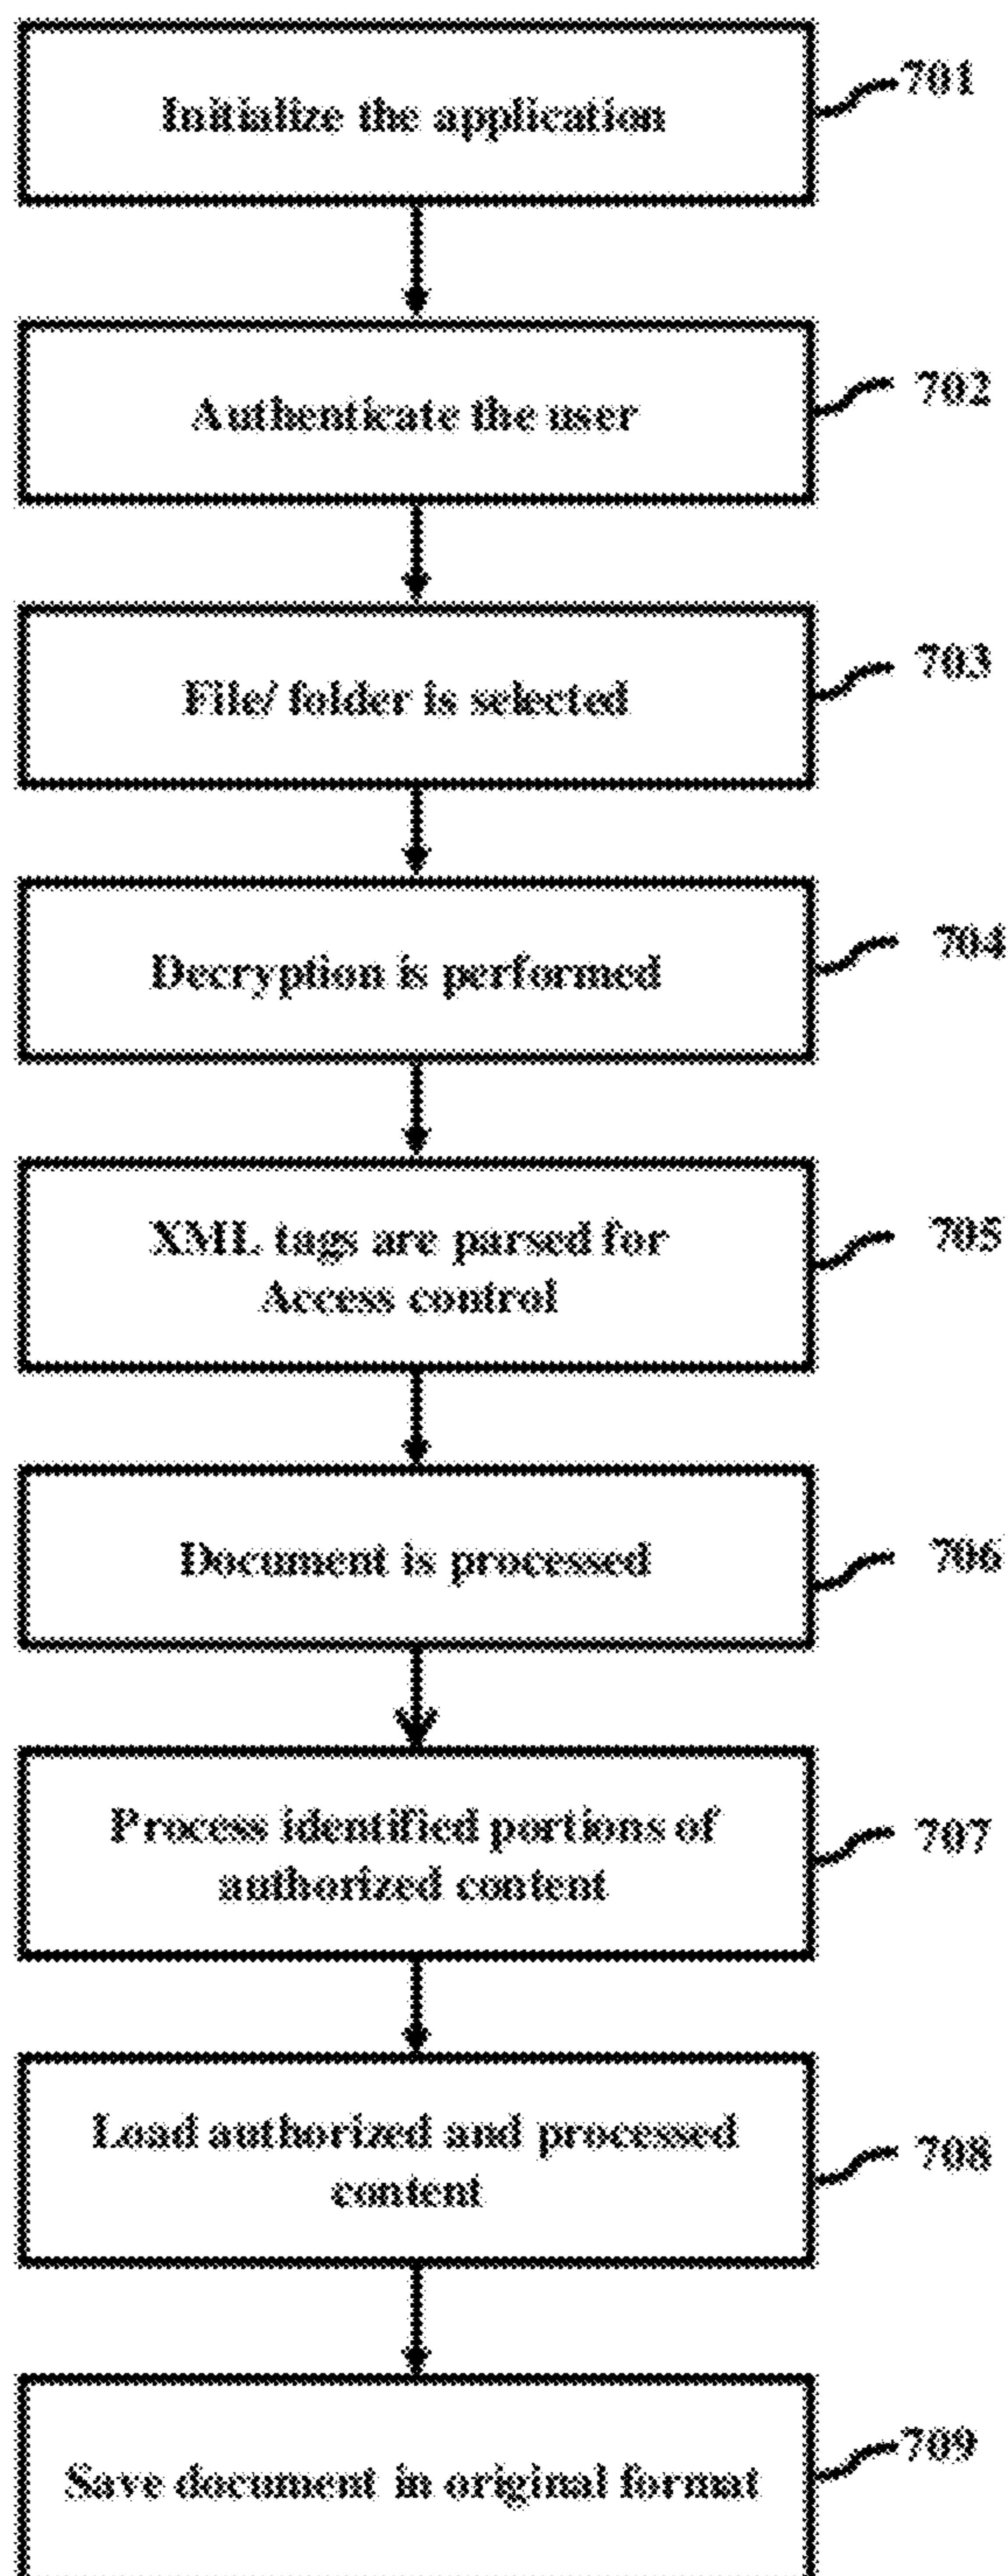 Initialize the application
701
Authenticate the user
702
File/ folder is selected
703
Decryption is performed
704
XML tags are parsed for
Access control
705
Document is processed
706
Process identified portions of
authorized content
707
Load authorized and processed
content
708
Save document in original format
709